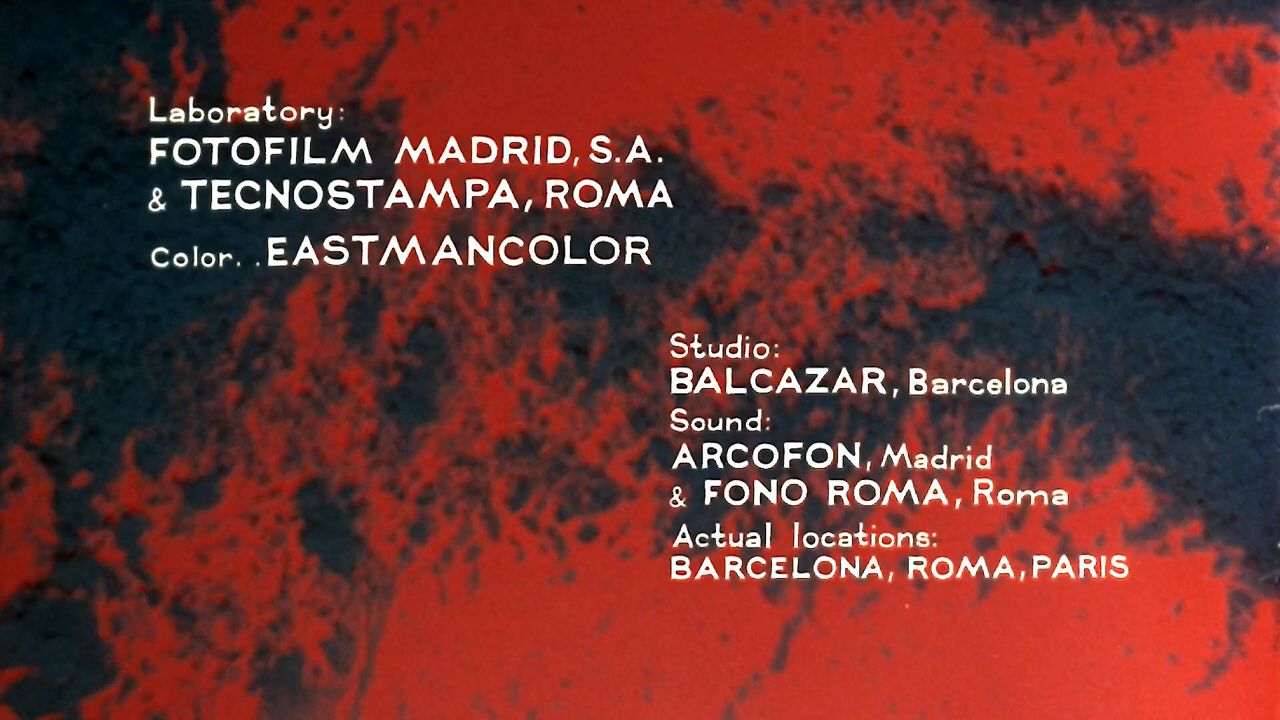 Laboratory:
FOTOFILM MADRID, S.A.
& TECNOSTAMPA, ROMA
Color. .EASTMANCOLOR
Studio:
BALCAZAR, Barcelona
Sound:
ARCOFON, Madrid
& FONO ROMA, Roma
Actual locations:
BARCELONA, ROMA, PARIS